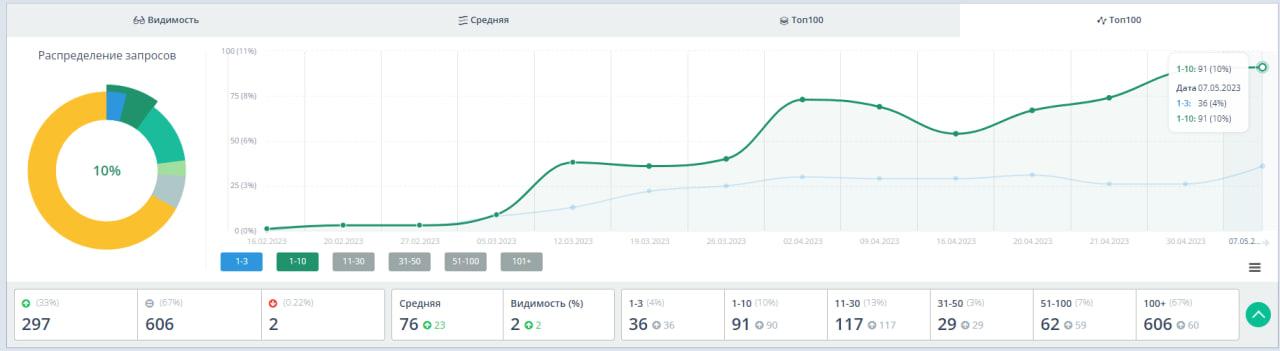 Видимость
Средняя
Топ100
Топ100
Распределение запросов
10%
100 (11%)
75 (8%)
50 (6%)
25 (3%)
0 (0%)
1-10: 91 (10%)
Дата 07.05.2023
1-3: 36 (4%)
1-10: 91 (10%)
16.02.2023 20.02.2023 27.02.2023 05.03.2023 12.03.2023 19.03.2023 26.03.2023 02.04.2023 09.04.2023 16.04.2023 20.04.2023 21.04.2023 30.04.2023 07.05.2...
1-3 1-10 11-30 31-50 51-100 101+
(33%)
297
(67%)
606
(0.22%)
2
Средняя
76 23
Видимость (%)
2 2
1-3 (4%)
36 36
1-10 (10%)
91 90
11-30 (13%)
117 117
31-50 (3%)
29 29
51-100 (7%)
62 59
100+ (67%)
606 60